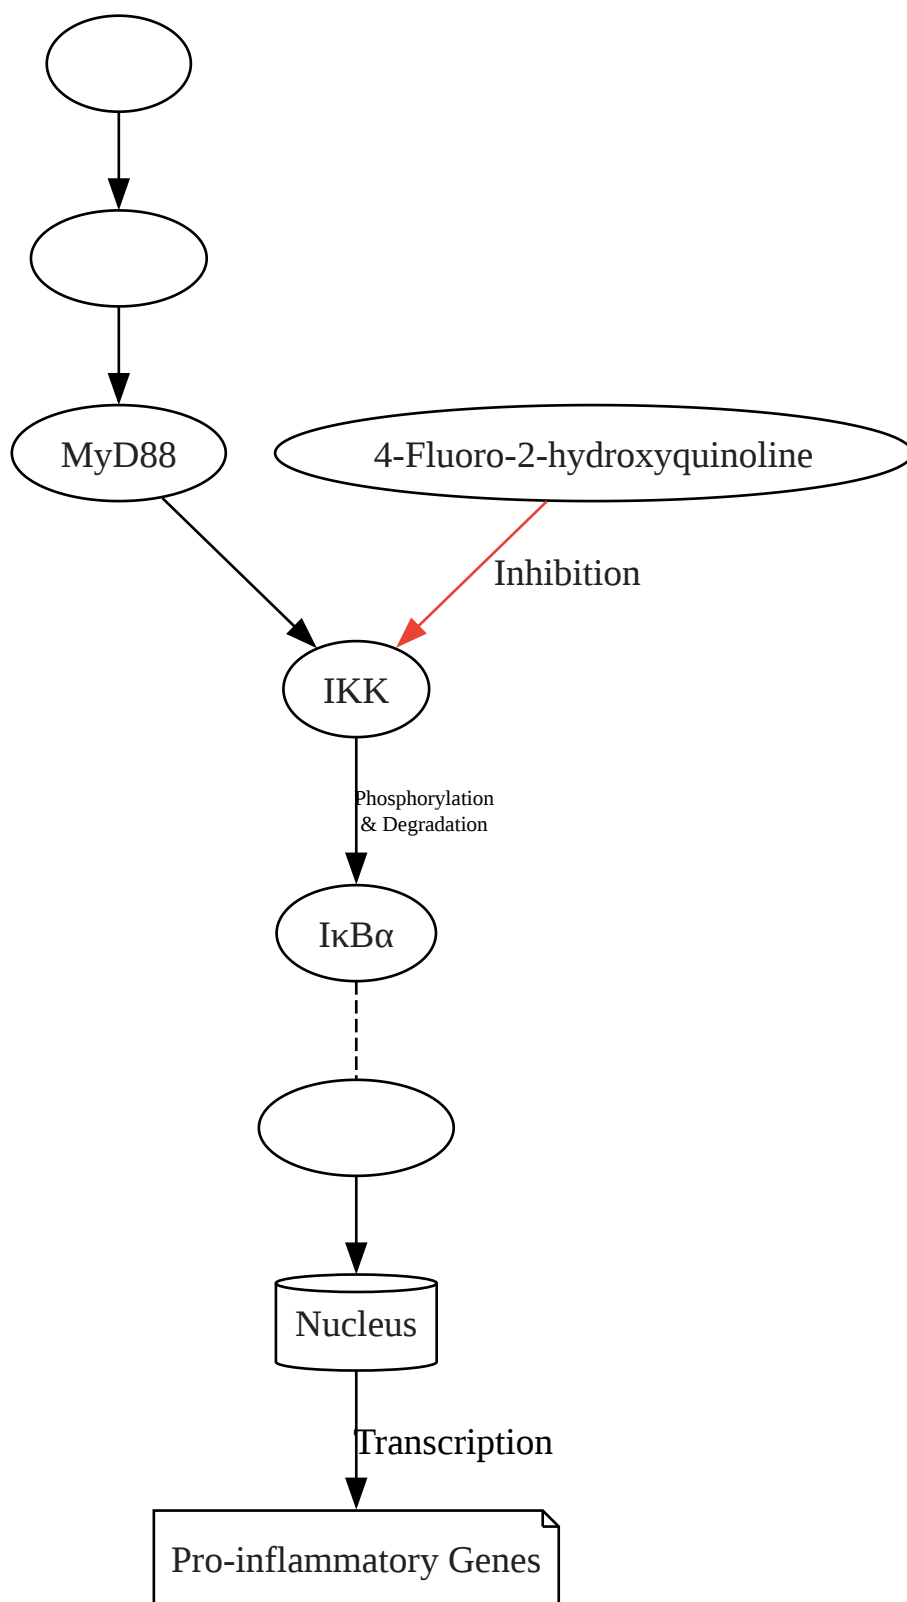 MyD88
4-Fluoro-2-hydroxyquinoline
Inhibition
IKK
Phosphorylation
& Degradation
IκBα
Nucleus
Transcription
Pro-inflammatory Genes